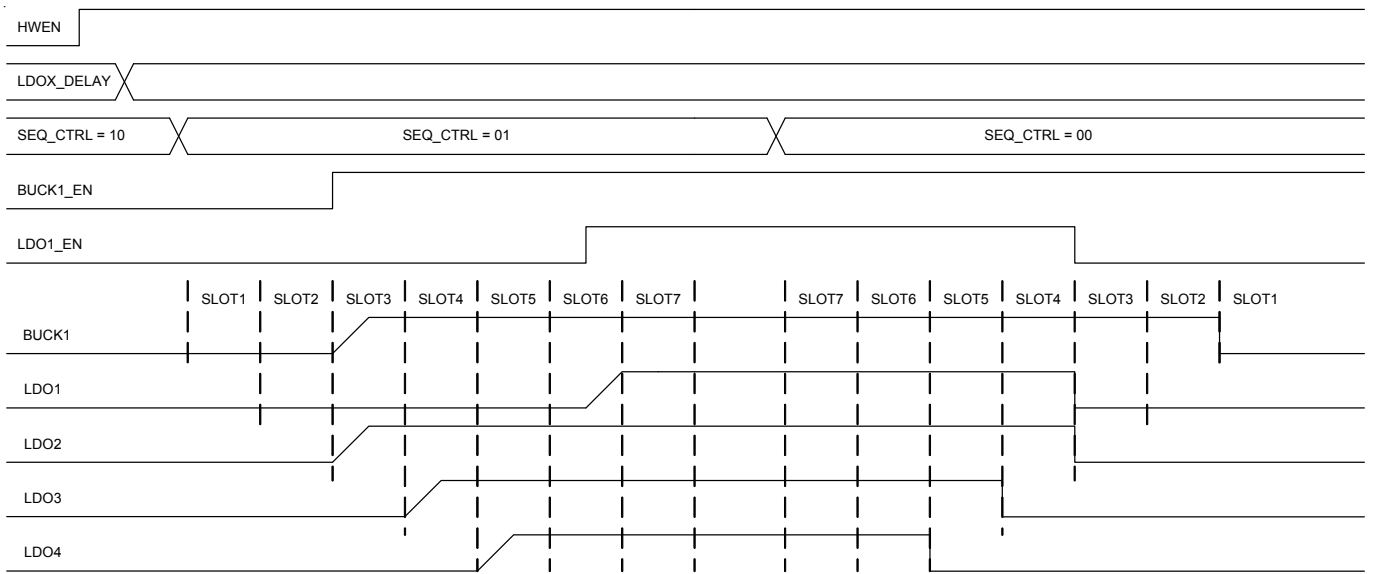 HWEN
LDOX_DELAY
SEQ_CTRL = 10 SEQ_CTRL = 01 SEQ_CTRL = 00
BUCK1_EN
LDO1_EN
SLOT1 SLOT2 SLOT3 SLOT4 SLOT5 SLOT6 SLOT7 SLOT7 SLOT6 SLOT5 SLOT4 SLOT3 SLOT2 SLOT1
BUCK1
LDO1
LDO2
LDO3
LDO4